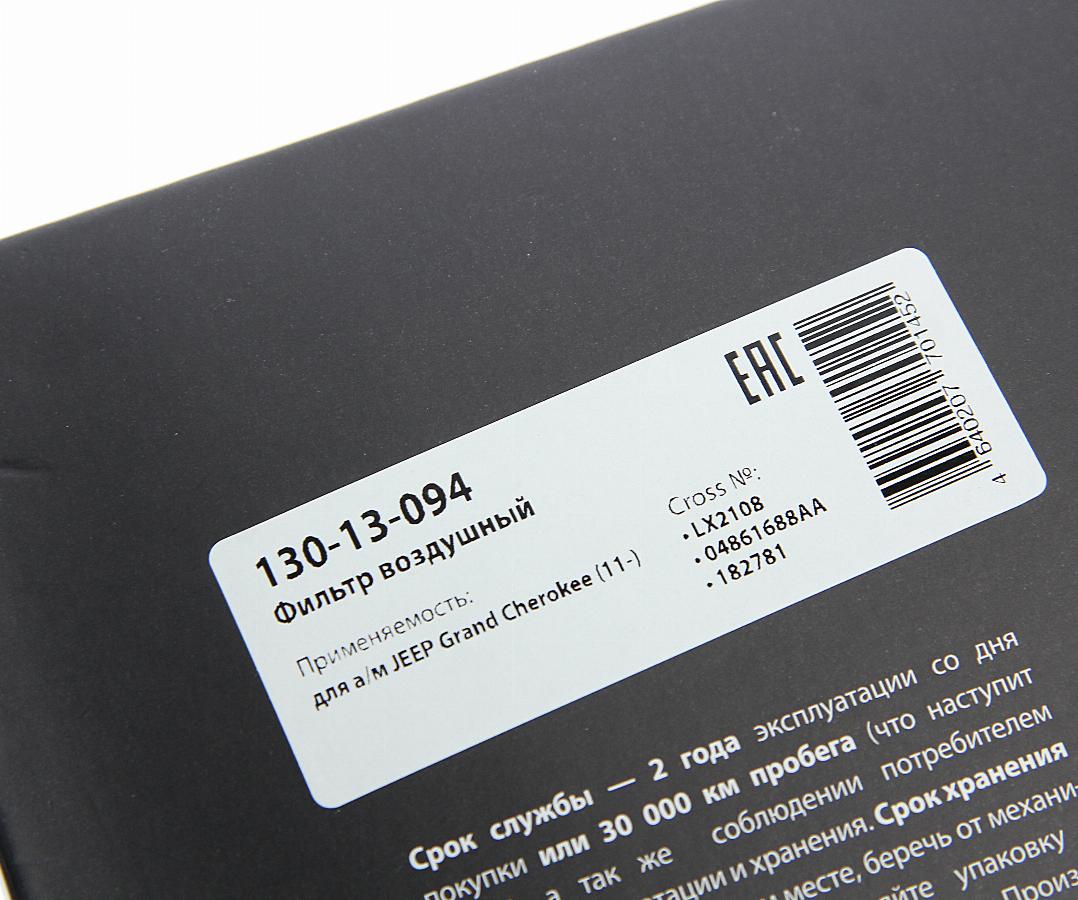 130-13-094
Фильтр воздушный
Применяемость:
для а/м JEEP Grand Cherokee (11-)
Cross №:
• LX2108
• 04861688AA
• 182781
EAC
4 640207 701452
Срок службы — 2 года эксплуатации со дня
покупки или 30 000 км пробега (что наступит
а так же соблюдении потребителем
и хранения. Срок хранения
месте, беречь от механи-
упаковку